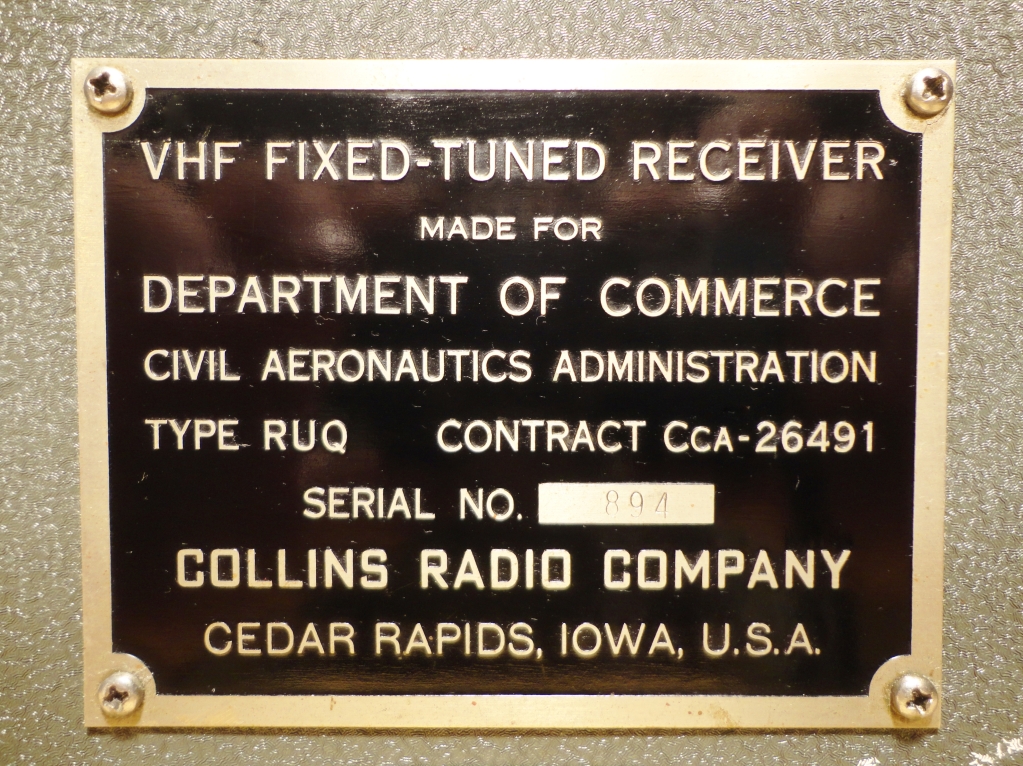 VHF FIXED-TUNED RECEIVER
MADE FOR
DEPARTMENT OF COMMERCE
CIVIL AERONAUTICS ADMINISTRATION
TYPE RUQ CONTRACT CCA-26491
SERIAL NO. 894
COLLINS RADIO COMPANY
CEDAR RAPIDS, IOWA, U.S.A.